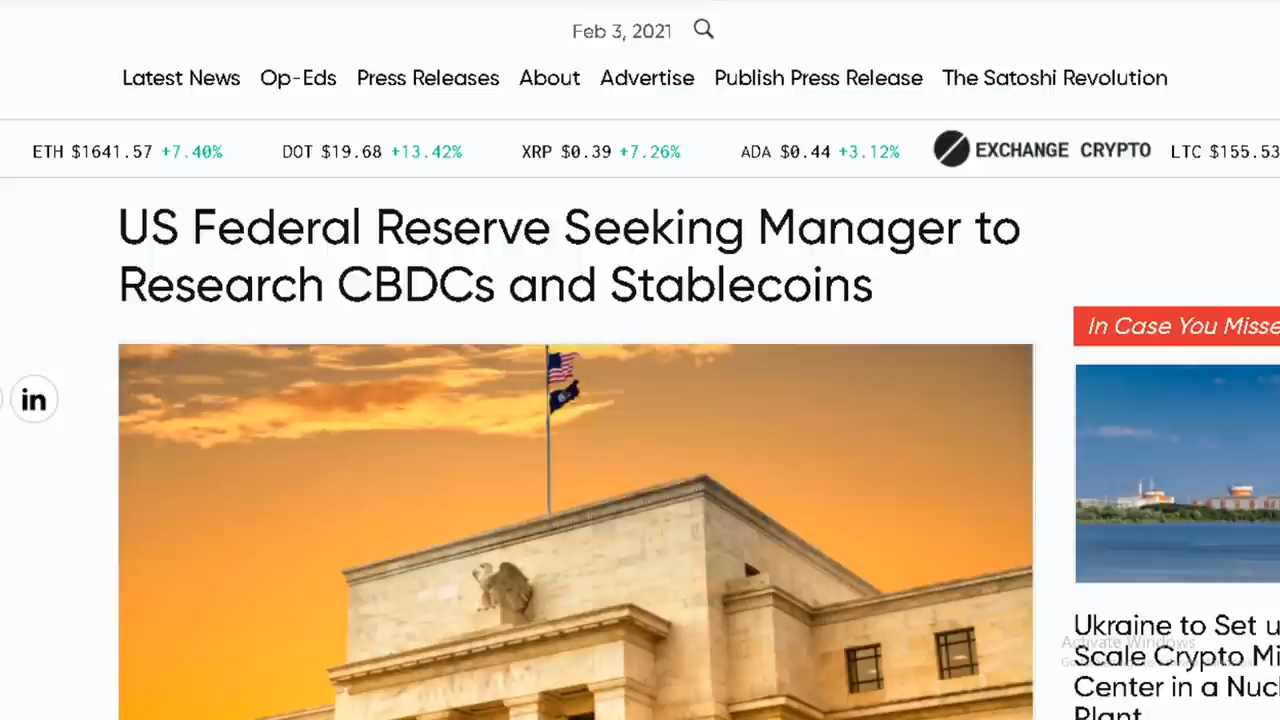 Feb 3, 2021
Latest News Op-Eds Press Releases About Advertise Publish Press Release The Satoshi Revolution
ETH $1641.57 +7.40% DOT $19.68 +13.42% XRP $0.39 +7.26% ADA $0.44 +3.12% EXCHANGE CRYPTO LTC $155.53
US Federal Reserve Seeking Manager to
Research CBDCs and Stablecoins
In Case You Misse
in
Ukraine to Set u
Activate Windows
Scale Crypto Mi
Center in a Nucl
Plant